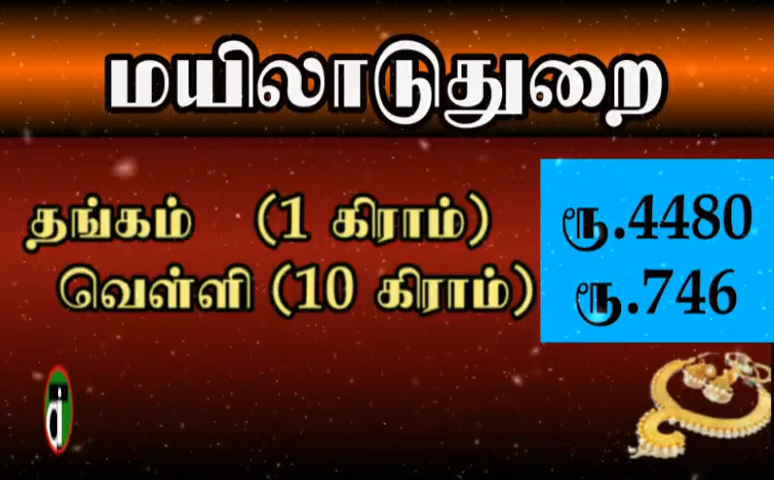 மயிலாடுதுறை
தங்கம் (1 கிராம்) ரூ.4480
வெள்ளி (10 கிராம்) ரூ.746